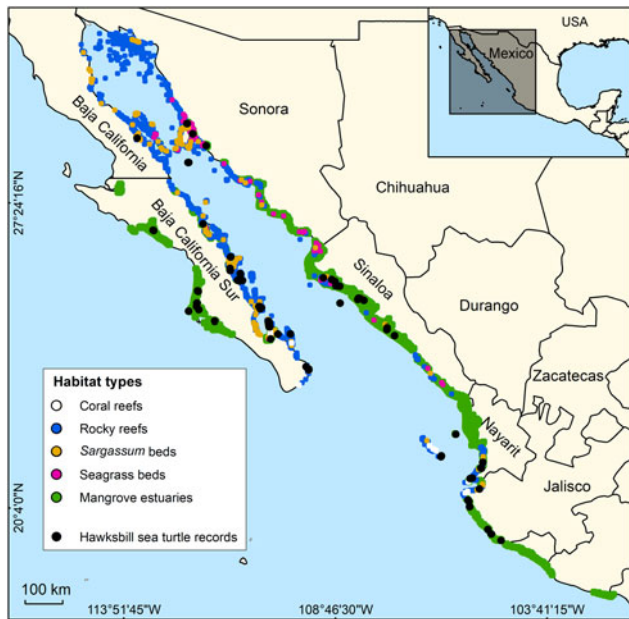 USA
Mexico
Sonora
Baja California
Chihuahua
27°24'16"N
Baja California Sur
Sinaloa
Durango
Zacatecas
Nayarit
Jalisco
20°4'0"N
Habitat types
Coral reefs
Rocky reefs
Sargassum beds
Seagrass beds
Mangrove estuaries
Hawksbill sea turtle records
100 km
113°51'45"W
108°46'30"W
103°41'15"W